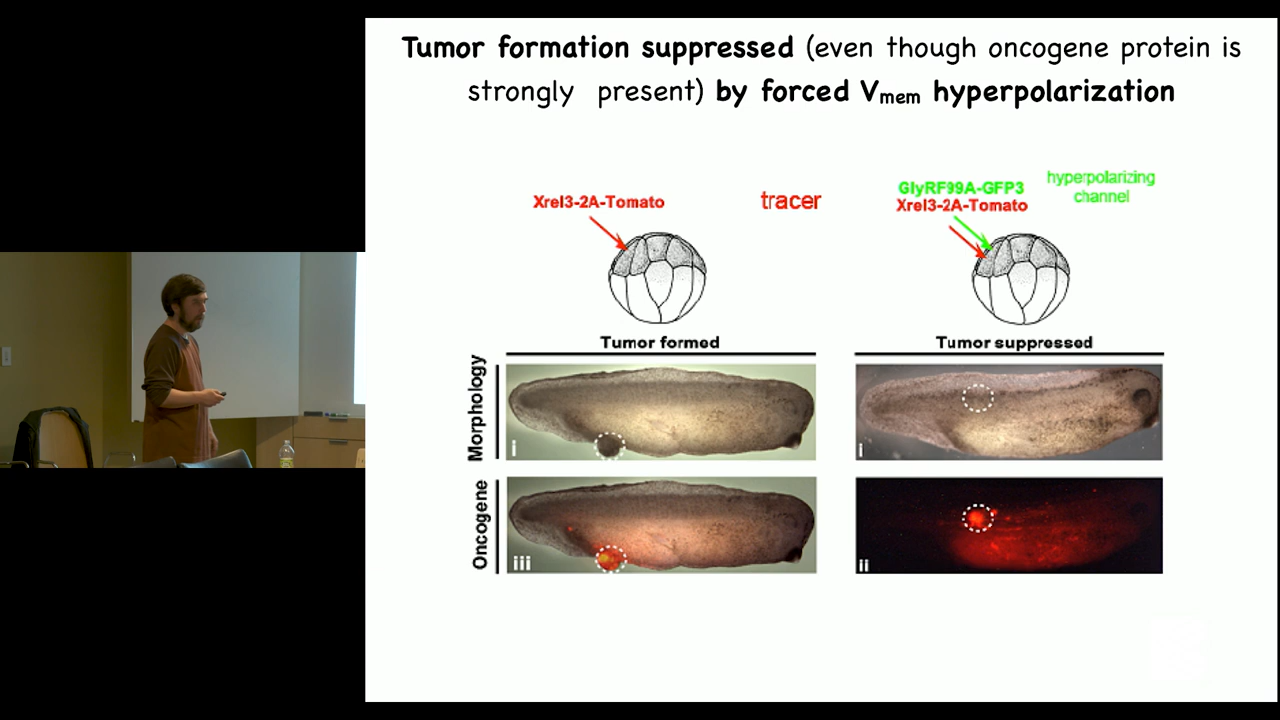 Tumor formation suppressed (even though oncogene protein is
strongly present) by forced Vmem hyperpolarization
Xrel3-2A-Tomato
tracer
GlyRF99A-GFP3
Xrel3-2A-Tomato
hyperpolarizing
channel
Tumor formed
Tumor suppressed
Morphology
i
i
Oncogene
iii
ii